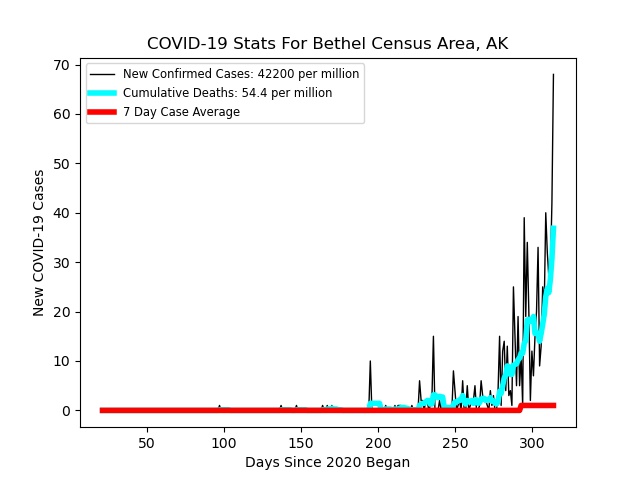 COVID-19 Stats For Bethel Census Area, AK
New Confirmed Cases: 42200 per million
Cumulative Deaths: 54.4 per million
7 Day Case Average
New COVID-19 Cases
70
60
50
40
30
20
10
0
50
100
150
200
250
300
Days Since 2020 Began